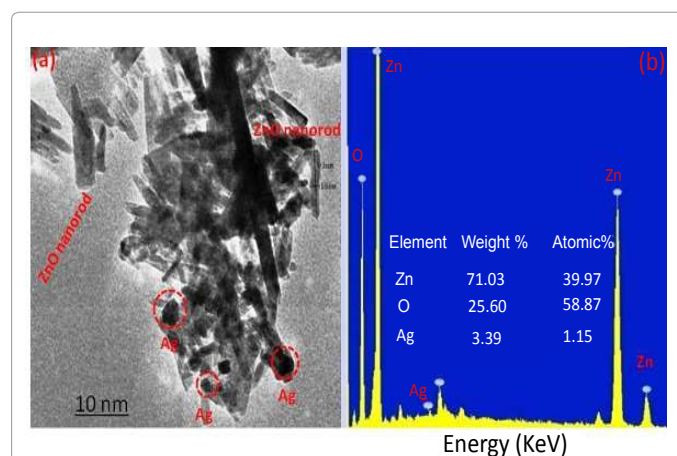 (a)
ZnO nanorod
ZnO nanorod
Ag
Ag
Ag
10 nm
(b)
Zn
O
Zn
Element Weight % Atomic%
Zn 71.03 39.97
O 25.60 58.87
Ag 3.39 1.15
Ag
Zn
Energy (KeV)